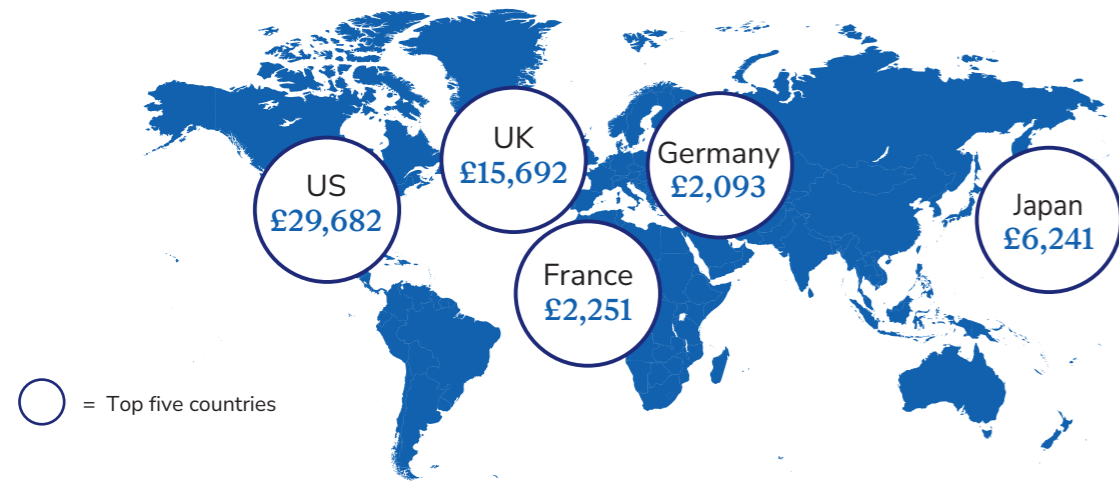 UK
£15,692
Germany
£2,093
US
£29,682
Japan
£6,241
France
£2,251
= Top five countries